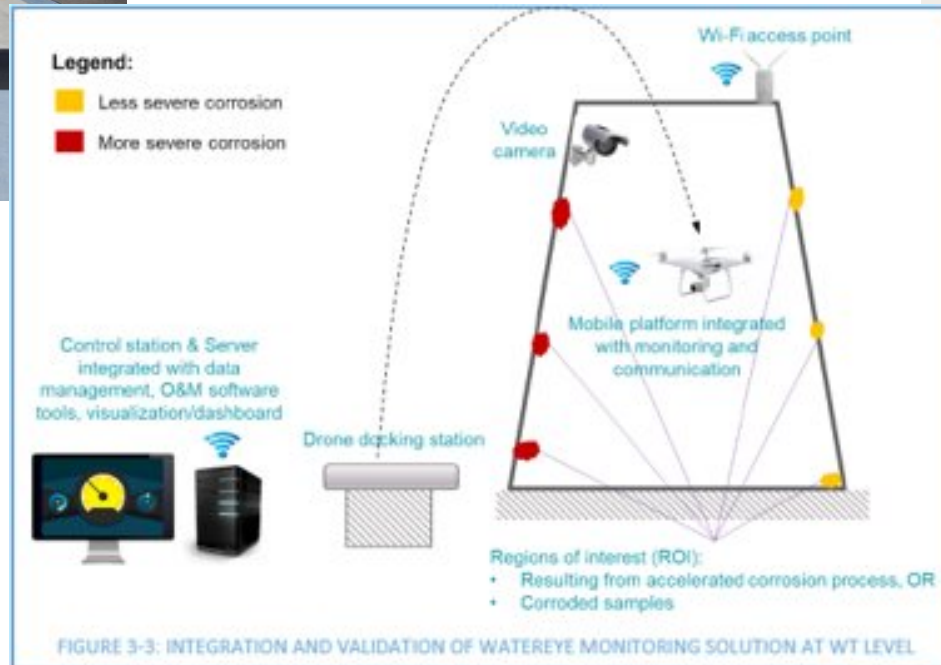 Legend:
Less severe corrosion
More severe corrosion
Wi-Fi access point
Video
camera
Mobile platform integrated
with monitoring and
communication
Control station & Server
integrated with data
management, O&M software
tools, visualization/dashboard
Drone docking station
Regions of interest (ROI):
• Resulting from accelerated corrosion process, OR
• Corroded samples
FIGURE 3-3: INTEGRATION AND VALIDATION OF WATEREYE MONITORING SOLUTION AT WT LEVEL